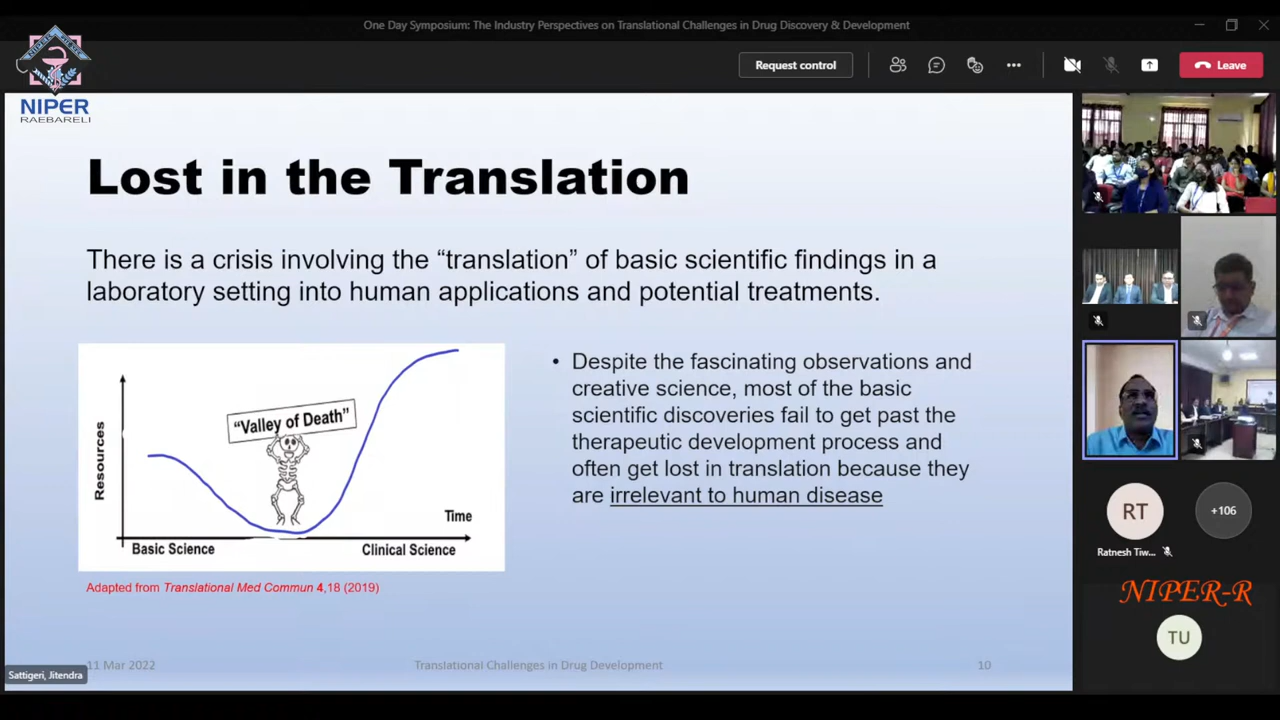 One Day Symposium: The Industry Perspectives on Translational Challenges in Drug Discovery & Development
Request control
Leave
NIPER
RAEBARELI
Lost in the Translation
There is a crisis involving the “translation” of basic scientific findings in a
laboratory setting into human applications and potential treatments.
“Valley of Death”
Resources
Time
Basic Science
Clinical Science
Adapted from Translational Med Commun 4,18 (2019)
• Despite the fascinating observations and
creative science, most of the basic
scientific discoveries fail to get past the
therapeutic development process and
often get lost in translation because they
are irrelevant to human disease
11 Mar 2022
Translational Challenges in Drug Development
10
Sattigeri, Jitendra
RT
+106
Ratnesh Tiw...
NIPER-R
TU